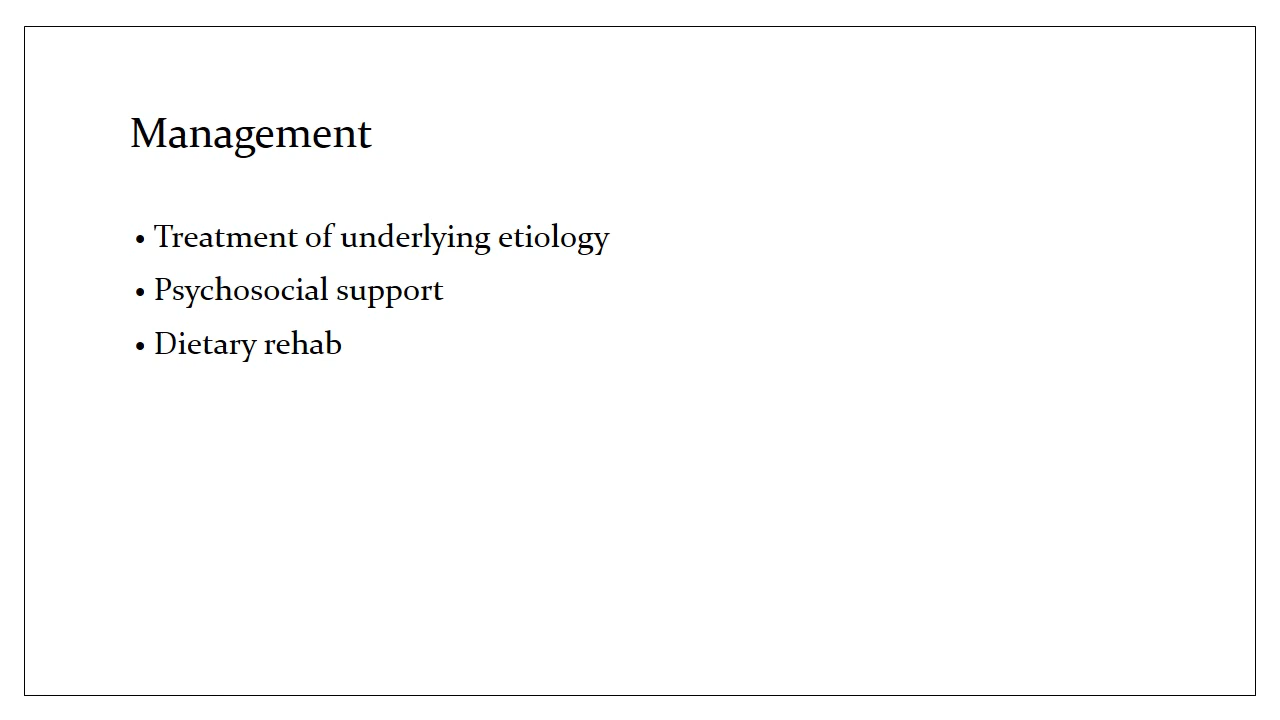 Management
• Treatment of underlying etiology
• Psychosocial support
• Dietary rehab